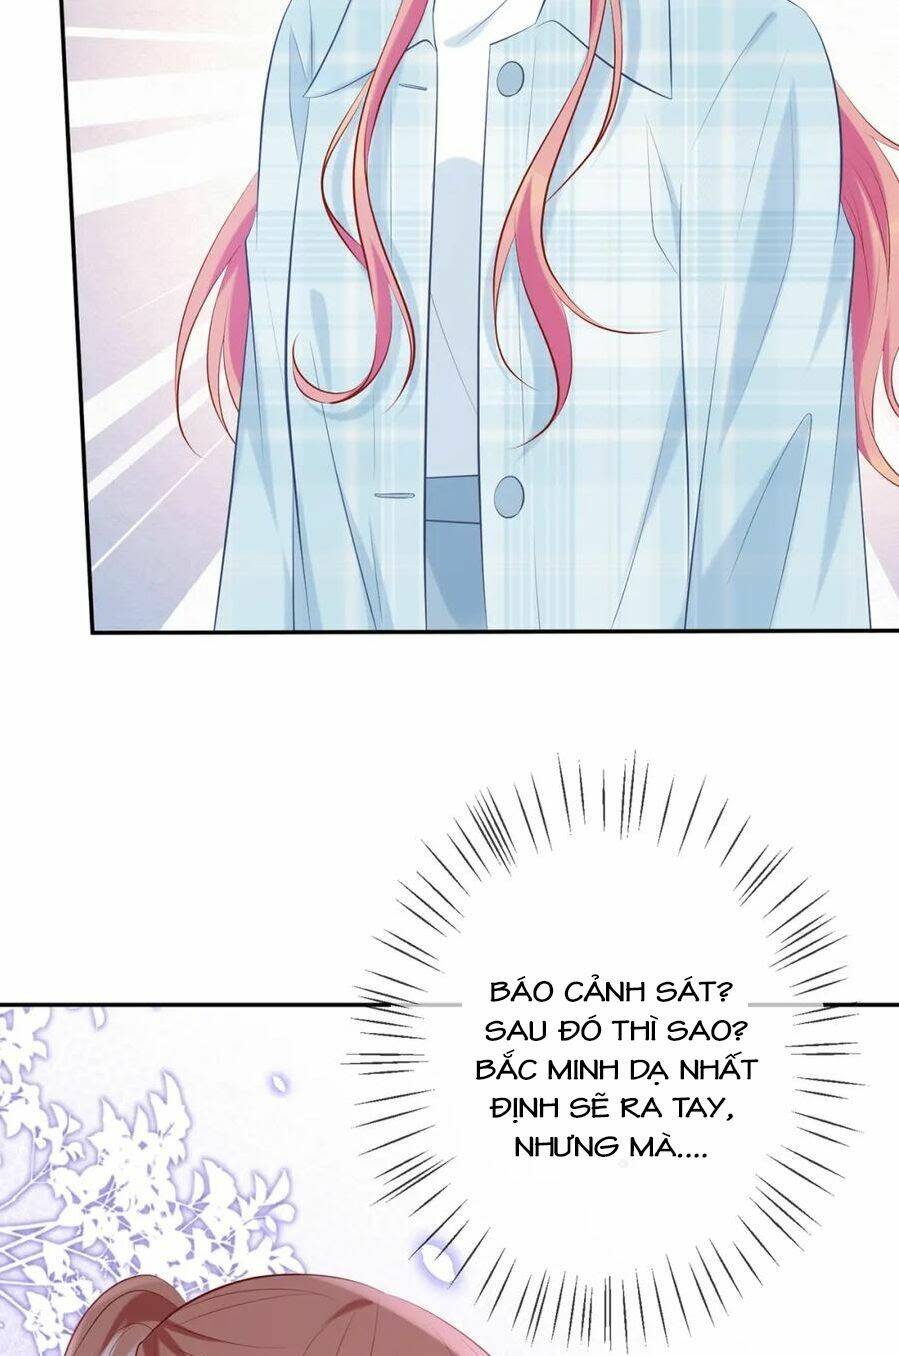 BÁO CẢNH SÁT?
SAU ĐÓ THÌ SAO?
BẮC MINH DẠ NHẤT
ĐỊNH SẼ RA TAY,
NHƯNG MÀ....